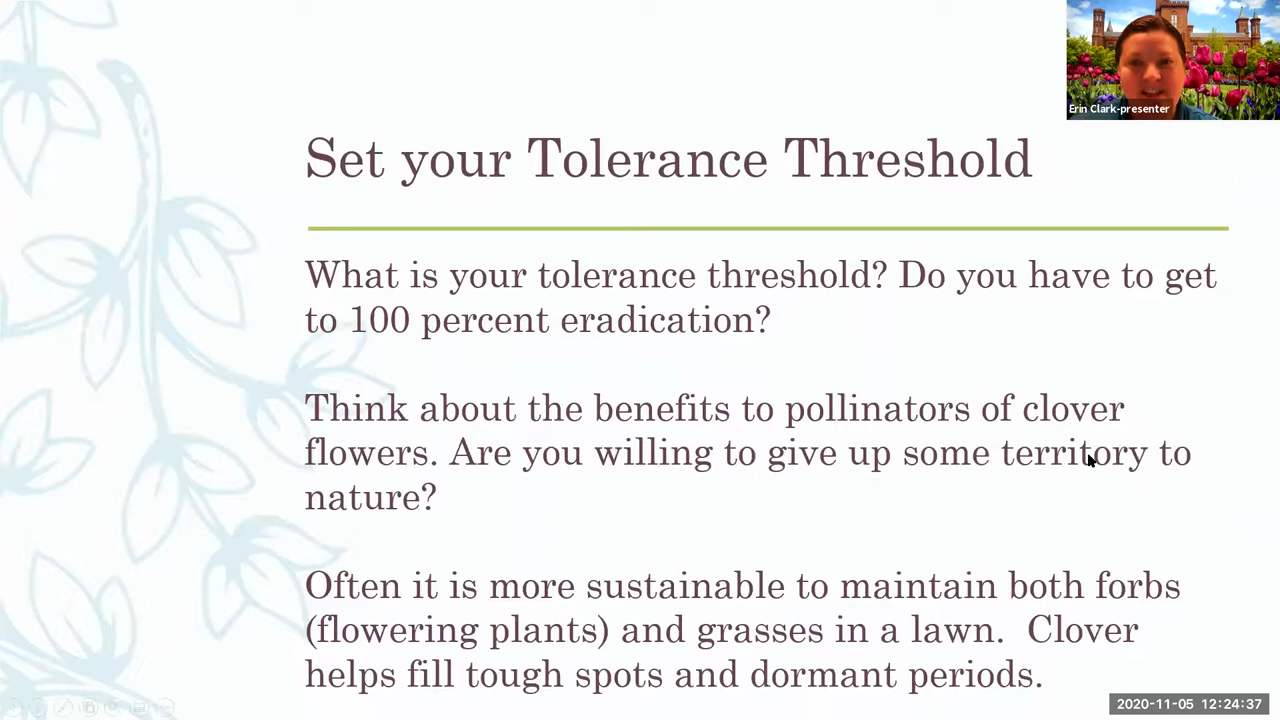 Erin Clark-presenter
Set your Tolerance Threshold
What is your tolerance threshold? Do you have to get
to 100 percent eradication?
Think about the benefits to pollinators of clover
flowers. Are you willing to give up some territory to
nature?
Often it is more sustainable to maintain both forbs
(flowering plants) and grasses in a lawn.  Clover
helps fill tough spots and dormant periods.
2020-11-05 12:24:37